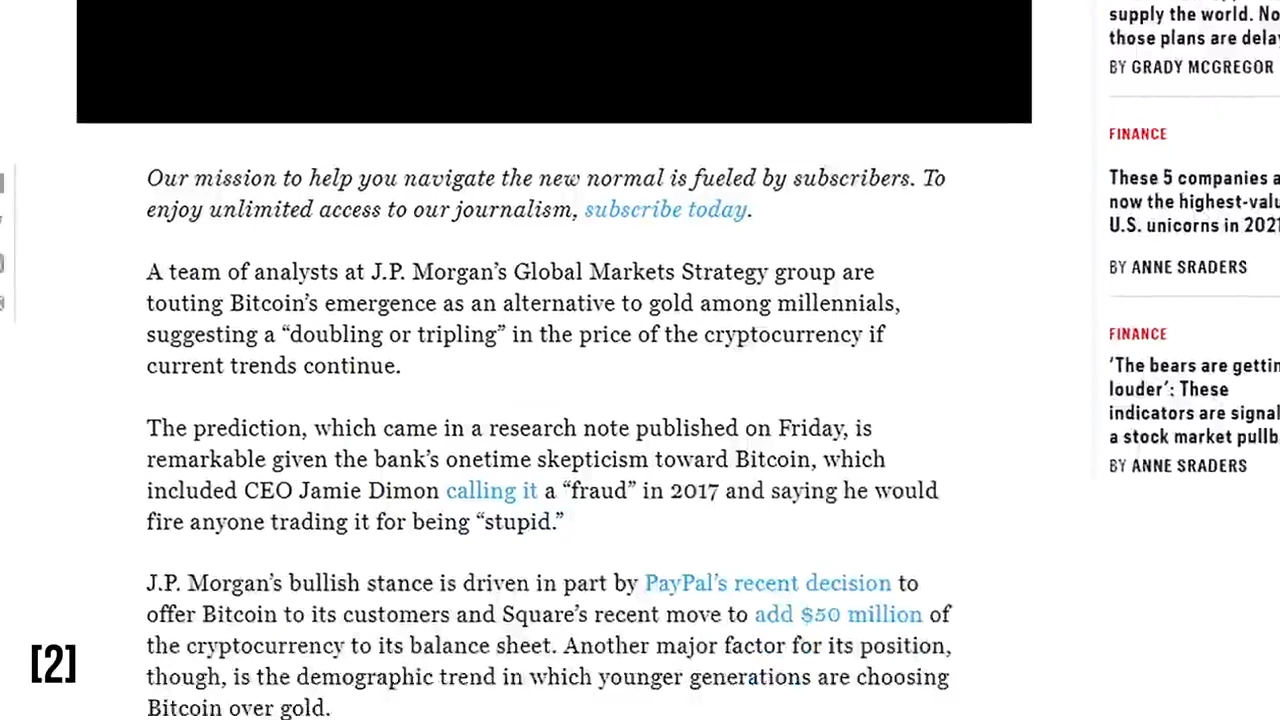 Our mission to help you navigate the new normal is fueled by subscribers. To
enjoy unlimited access to our journalism, subscribe today.
A team of analysts at J.P. Morgan’s Global Markets Strategy group are
touting Bitcoin’s emergence as an alternative to gold among millennials,
suggesting a “doubling or tripling” in the price of the cryptocurrency if
current trends continue.
The prediction, which came in a research note published on Friday, is
remarkable given the bank’s onetime skepticism toward Bitcoin, which
included CEO Jamie Dimon calling it a “fraud” in 2017 and saying he would
fire anyone trading it for being “stupid.”
J.P. Morgan’s bullish stance is driven in part by PayPal’s recent decision to
offer Bitcoin to its customers and Square’s recent move to add $50 million of
the cryptocurrency to its balance sheet. Another major factor for its position,
though, is the demographic trend in which younger generations are choosing
Bitcoin over gold.
[2]
supply the world. No
those plans are dela
BY GRADY MCGREGOR
FINANCE
These 5 companies a
now the highest-valu
U.S. unicorns in 2021
BY ANNE SRADERS
FINANCE
‘The bears are gettin
louder’: These
indicators are signal
a stock market pullb
BY ANNE SRADERS